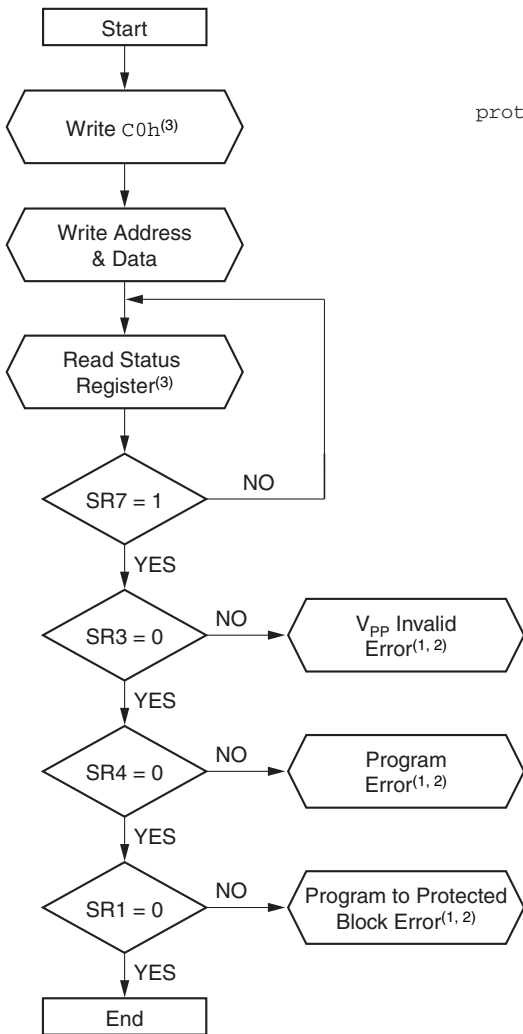 Start
Write C0h(3)
prot
Write Address
& Data
Read Status
Register(3)
SR7 = 1
NO
YES
SR3 = 0
NO
VPP Invalid
Error(1, 2)
YES
SR4 = 0
NO
Program
Error(1, 2)
YES
SR1 = 0
NO
Program to Protected
Block Error(1, 2)
YES
End